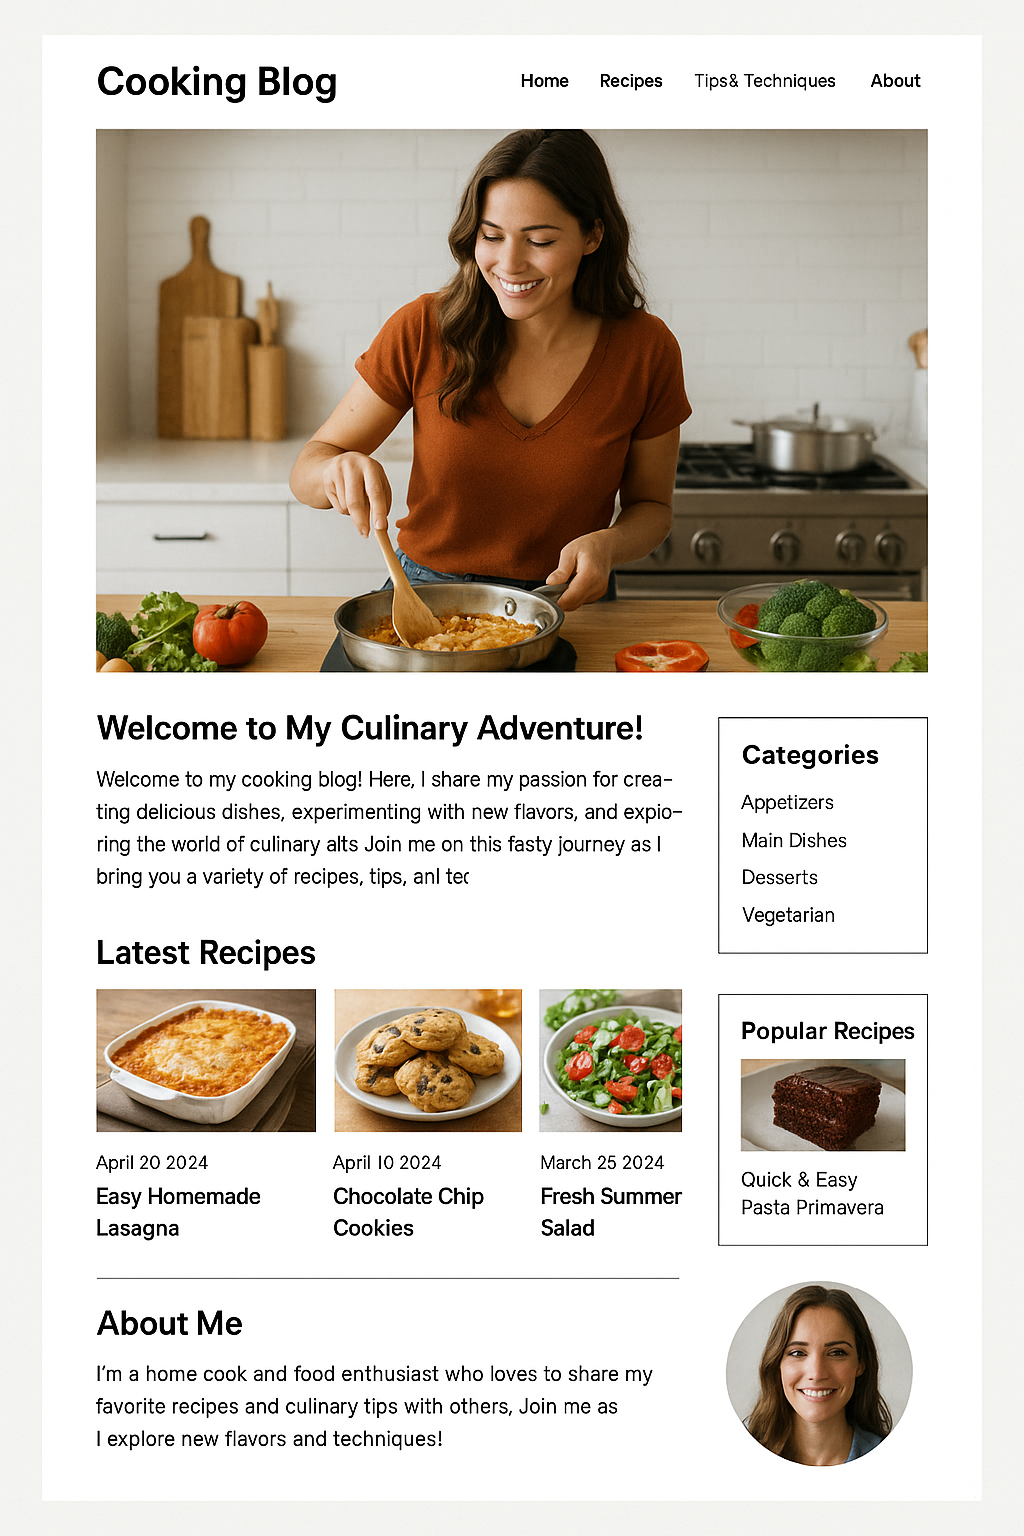 Cooking Blog
Home Recipes Tips& Techniques About
Welcome to My Culinary Adventure!
Welcome to my cooking blog! Here, I share my passion for crea-
ting delicious dishes, experimenting with new flavors, and expio-
ring the world of culinary alts Join me on this fasty journey as I
bring you a variety of recipes, tips, anl tec
Latest Recipes
April 20 2024
Easy Homemade
Lasagna
April 10 2024
Chocolate Chip
Cookies
March 25 2024
Fresh Summer
Salad
About Me
I'm a home cook and food enthusiast who loves to share my
favorite recipes and culinary tips with others, Join me as
I explore new flavors and techniques!
Categories
Appetizers
Main Dishes
Desserts
Vegetarian
Popular Recipes
Quick & Easy
Pasta Primavera